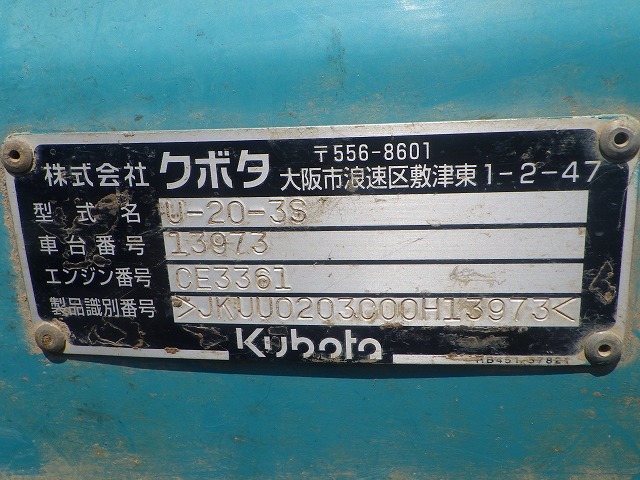 株式会社 クボタ 〒556-8601
大阪市浪速区敷津東1-2-47
型式名 U-20-3S
車台番号 13973
エンジン番号 CE3361
製品識別番号 >JKUU0203C00H13973<
Kubota
RB451-57821